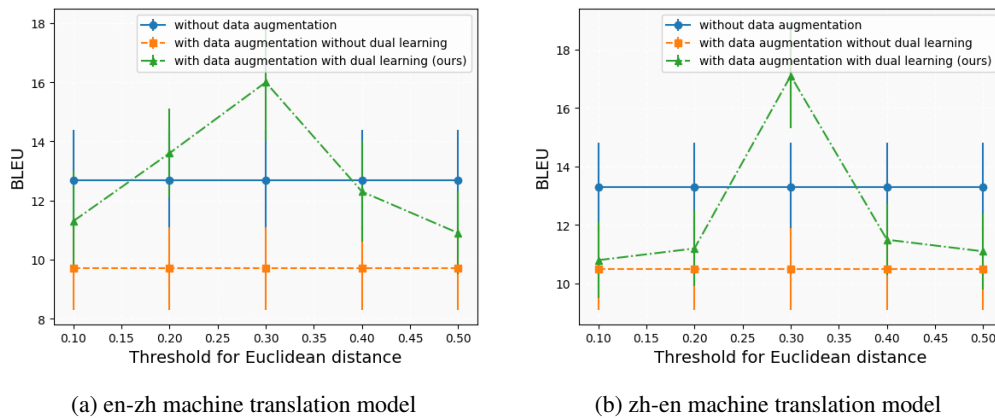 without data augmentation
with data augmentation without dual learning
with data augmentation with dual learning (ours)
18
16
14
12
10
8
BLEU
0.10 0.15 0.20 0.25 0.30 0.35 0.40 0.45 0.50
Threshold for Euclidean distance
(a) en-zh machine translation model
without data augmentation
with data augmentation without dual learning
with data augmentation with dual learning (ours)
18
16
14
12
10
BLEU
0.10 0.15 0.20 0.25 0.30 0.35 0.40 0.45 0.50
Threshold for Euclidean distance
(b) zh-en machine translation model